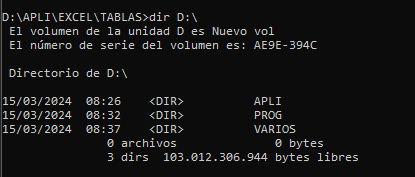 D:\APLI\EXCEL\TABLAS>dir D:\
El volumen de la unidad D es Nuevo vol
El número de serie del volumen es: AE9E-394C
Directorio de D:\
15/03/2024  08:26    <DIR>          APLI
15/03/2024  08:32    <DIR>          PROG
15/03/2024  08:37    <DIR>          VARIOS
0 archivos              0 bytes
3 dirs  103.012.306.944 bytes libres